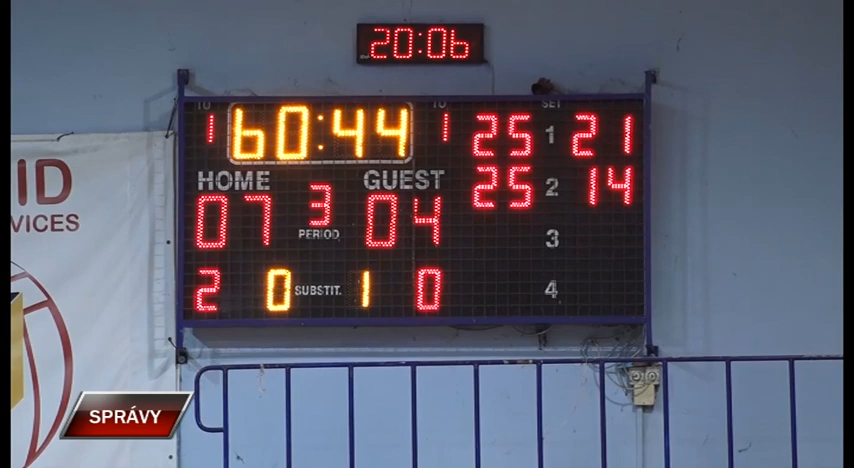 20:06
TO 60:44 TO SET
1 1 25 1 21
HOME GUEST 25 2 14
07 3 04
PERIOD 3
2 0 SUBSTIT. 1 0 4
ID
VICES
SPRÁVY